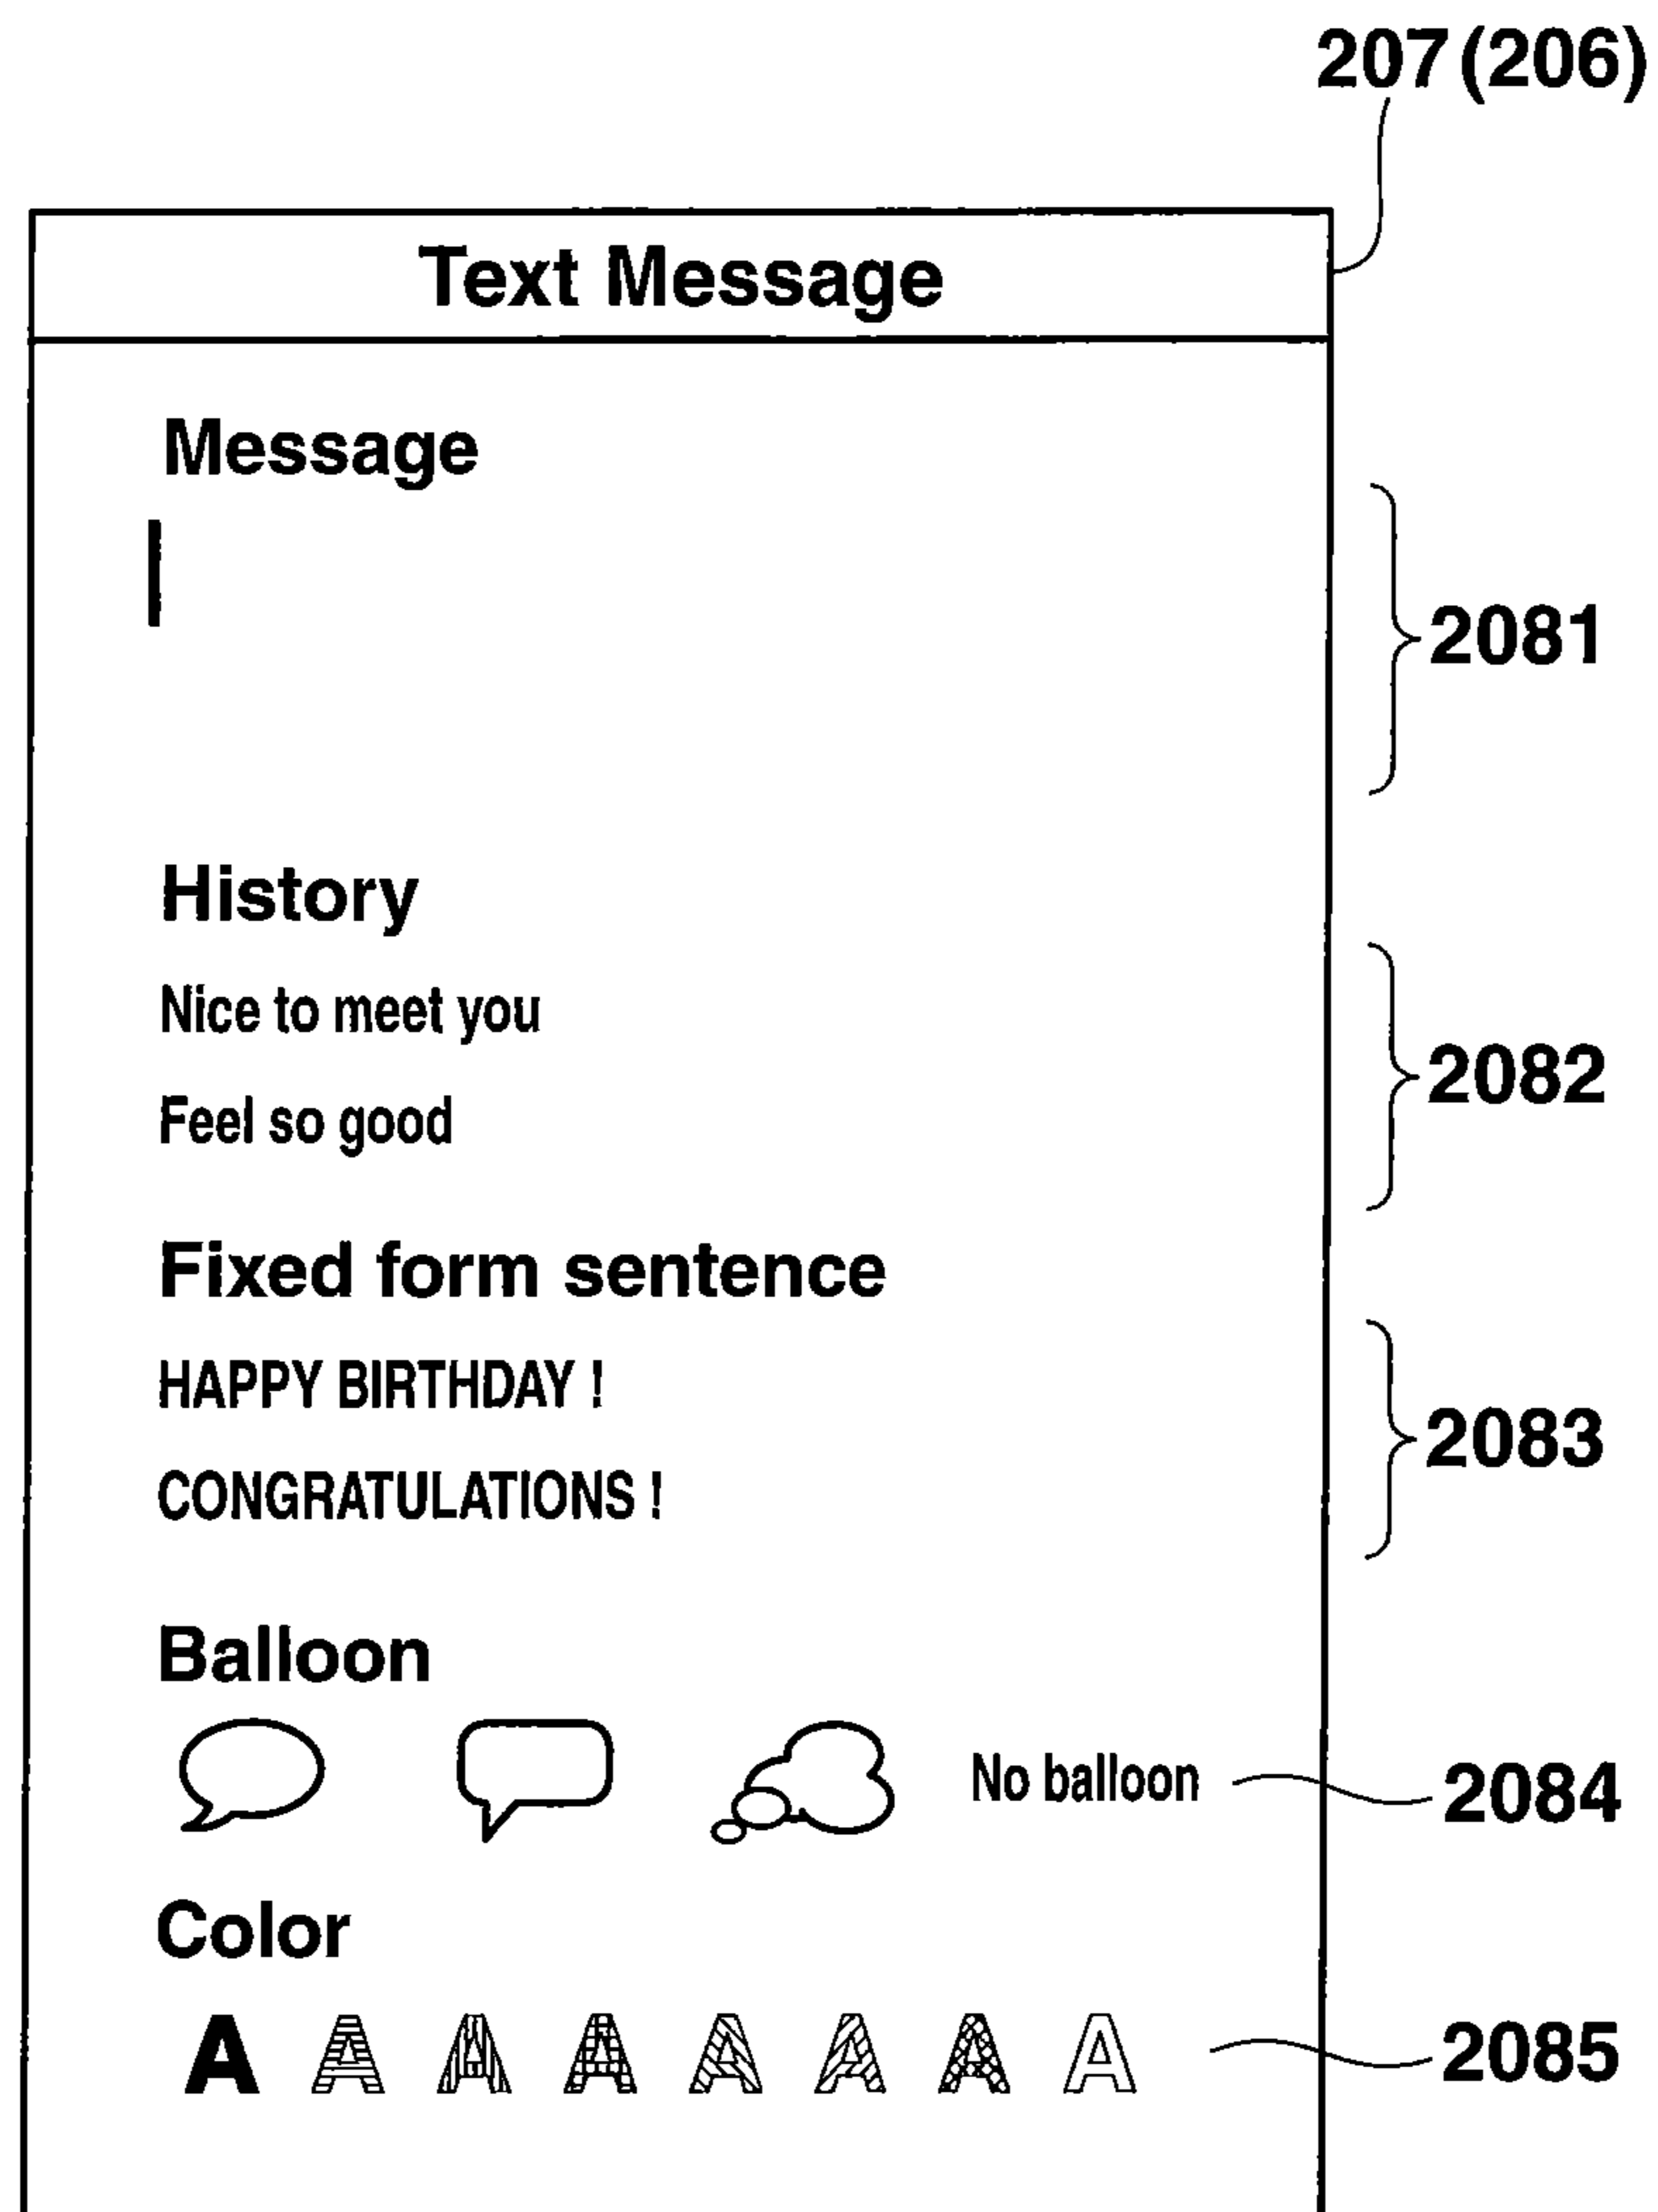 207(206)
Text Message
Message
2081
History
Nice to meet you
2082
Feel so good
Fixed form sentence
HAPPY BIRTHDAY !
2083
CONGRATULATIONS !
Balloon
No balloon 2084
Color
A A A A A A A A 2085